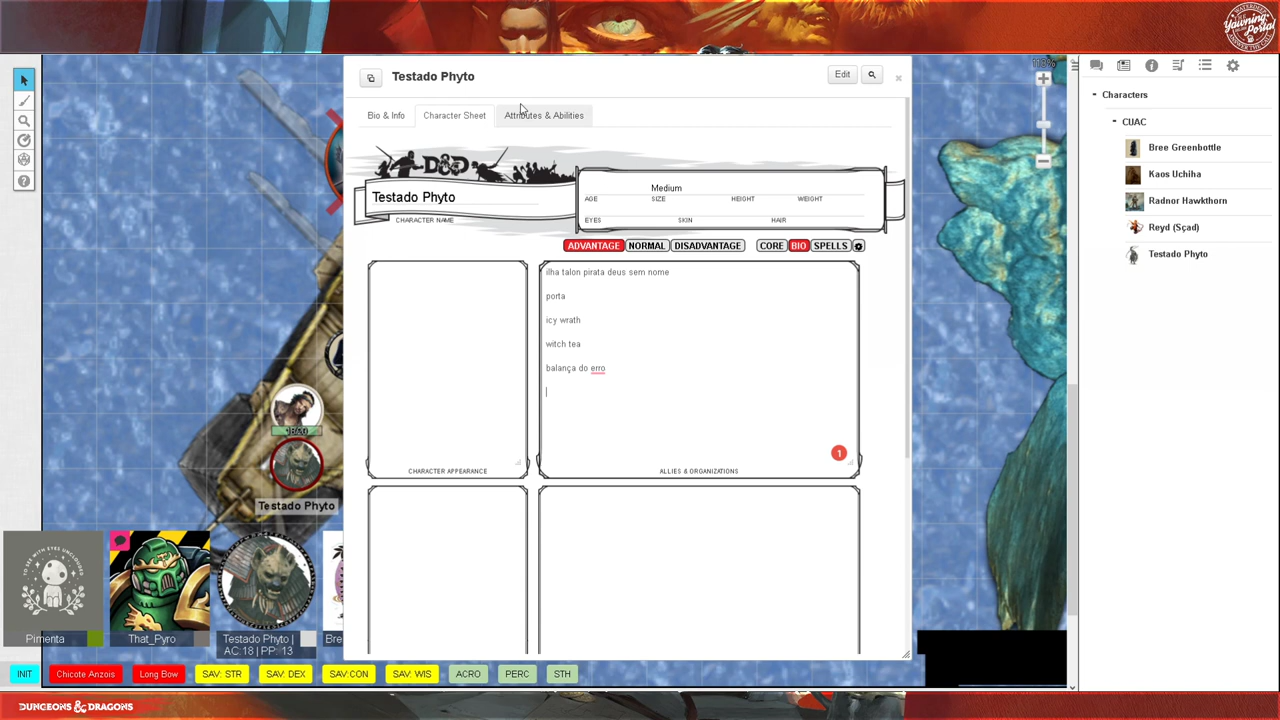 Yawning Portal
Testado Phyto
Edit
Bio & Info
Character Sheet
Attributes & Abilities
D&D
Testado Phyto
CHARACTER NAME
Medium
AGE SIZE HEIGHT WEIGHT
EYES SKIN HAIR
ADVANTAGE NORMAL DISADVANTAGE CORE BIO SPELLS
ilha talon pirata deus sem nome
porta
icy wrath
witch tea
balança do erro
1
CHARACTER APPEARANCE
ALLIES & ORGANIZATIONS
Characters
CUAC
Bree Greenbottle
Kaos Uchiha
Radnor Hawkthorn
Reyd (Sçad)
Testado Phyto
Testado Phyto
Pimenta
That_Pyro
Testado Phyto |
AC:18 | PP: 13
Bre
INIT Chicote Anzois Long Bow SAV: STR SAV: DEX SAV:CON SAV: WIS ACRO PERC STH
DUNGEONS & DRAGONS